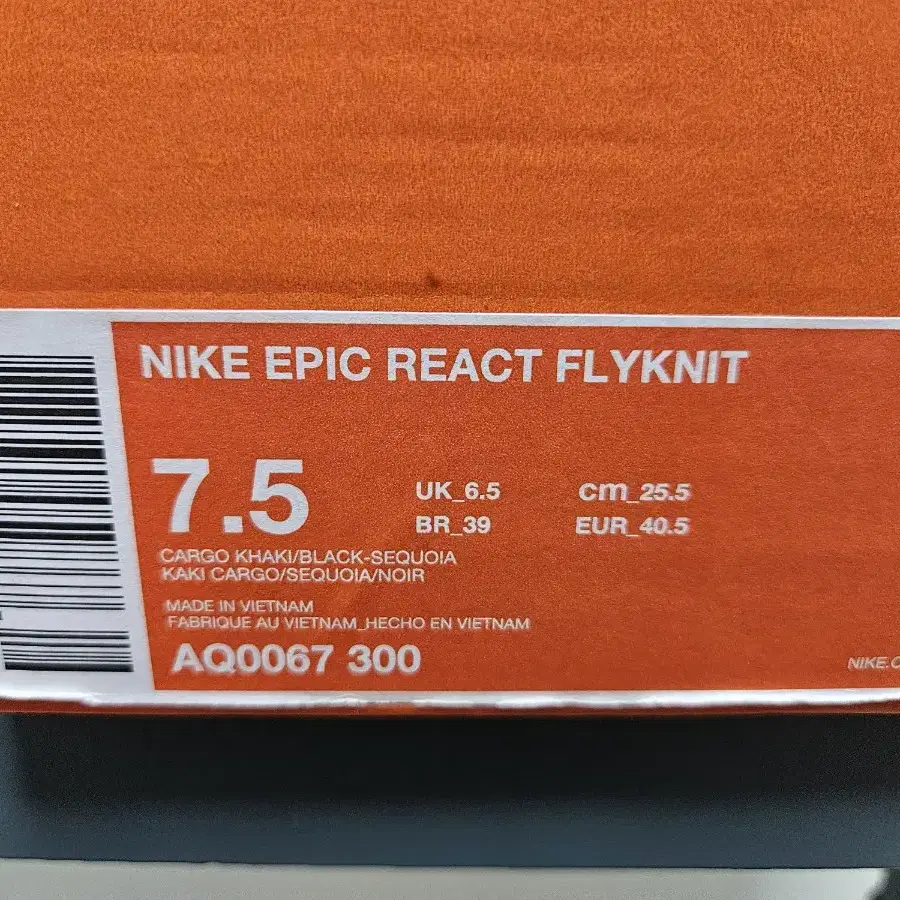 NIKE EPIC REACT FLYKNIT
7.5
UK_6.5 cm_25.5
BR_39 EUR_40.5
CARGO KHAKI/BLACK-SEQUOIA
KAKI CARGO/SEQUOIA/NOIR
MADE IN VIETNAM
FABRIQUE AU VIETNAM_HECHO EN VIETNAM
AQ0067 300
NIKE.C